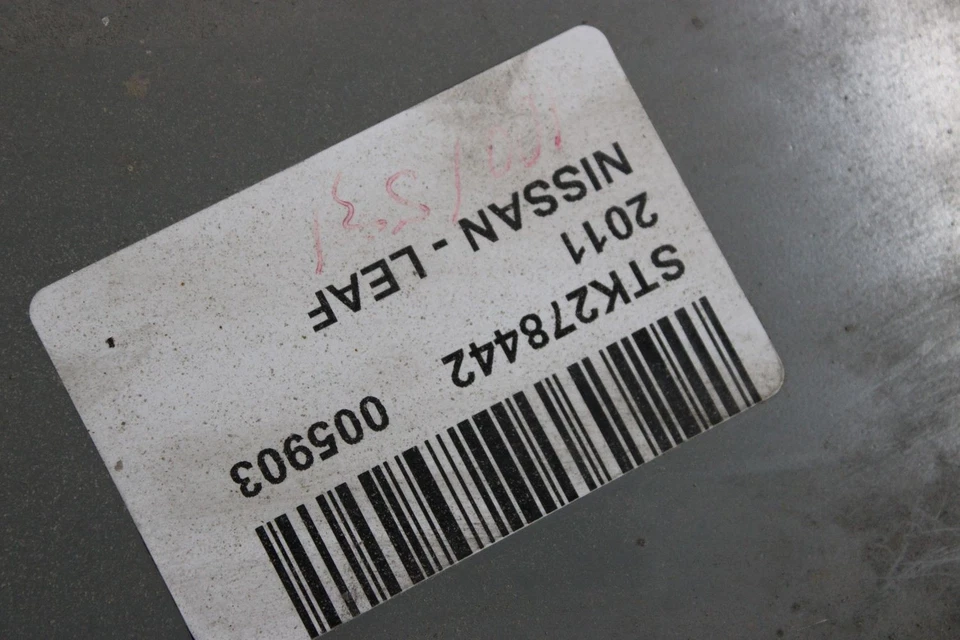 STK278442 005903
2011
NISSAN - LEAF